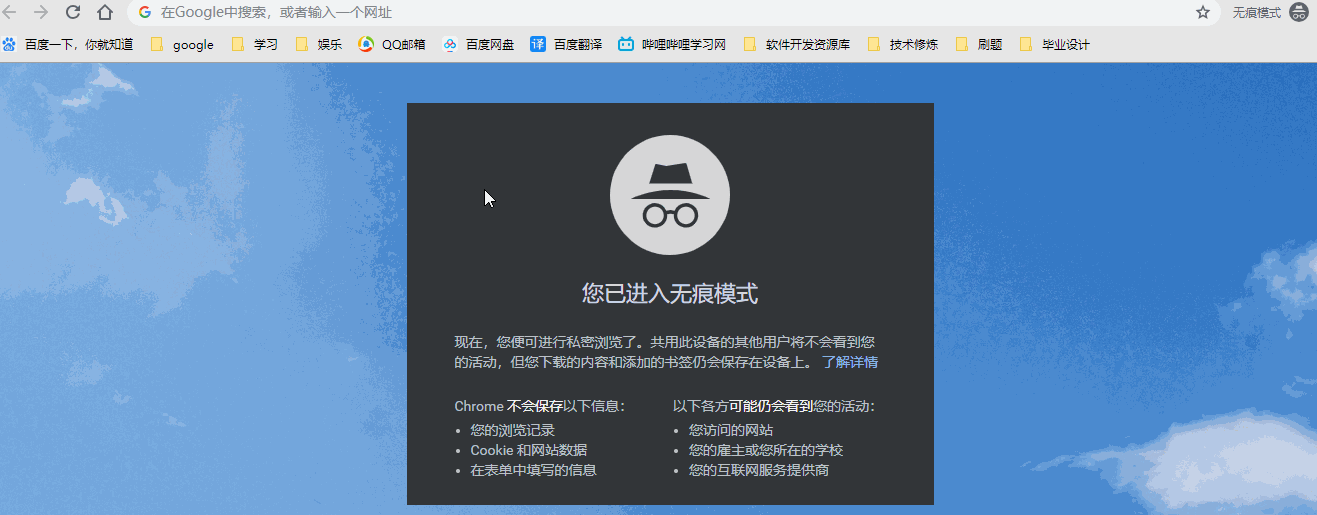 在Google中搜索，或者输入一个网址
无痕模式
百度一下，你就知道 google 学习 娱乐 QQ邮箱 百度网盘 译 百度翻译 哔哩哔哩学习网 软件开发资源库 技术修炼 刷题 毕业设计
您已进入无痕模式
现在，您便可进行私密浏览了。共用此设备的其他用户将不会看到您
的活动，但您下载的内容和添加的书签仍会保存在设备上。 了解详情
Chrome 不会保存以下信息：
您的浏览记录
Cookie 和网站数据
在表单中填写的信息
以下各方可能仍会看到您的活动：
您访问的网站
您的雇主或您所在的学校
您的互联网服务提供商